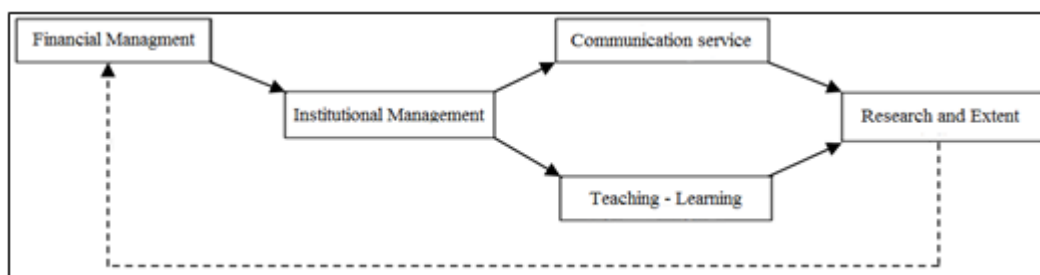 Financial Managment
Communication service
Institutional Management
Research and Extent
Teaching - Learning